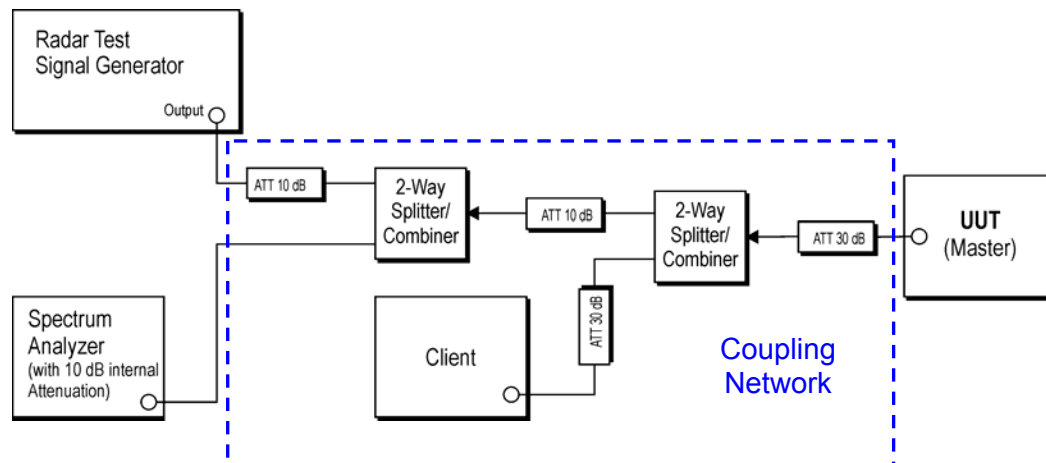 Radar Test
Signal Generator
Output
ATT 10 dB
2-Way
Splitter/
Combiner
ATT 10 dB
2-Way
Splitter/
Combiner
ATT 30 dB
UUT
(Master)
Spectrum
Analyzer
(with 10 dB internal
Attenuation)
Client
ATT 30 dB
Coupling
Network